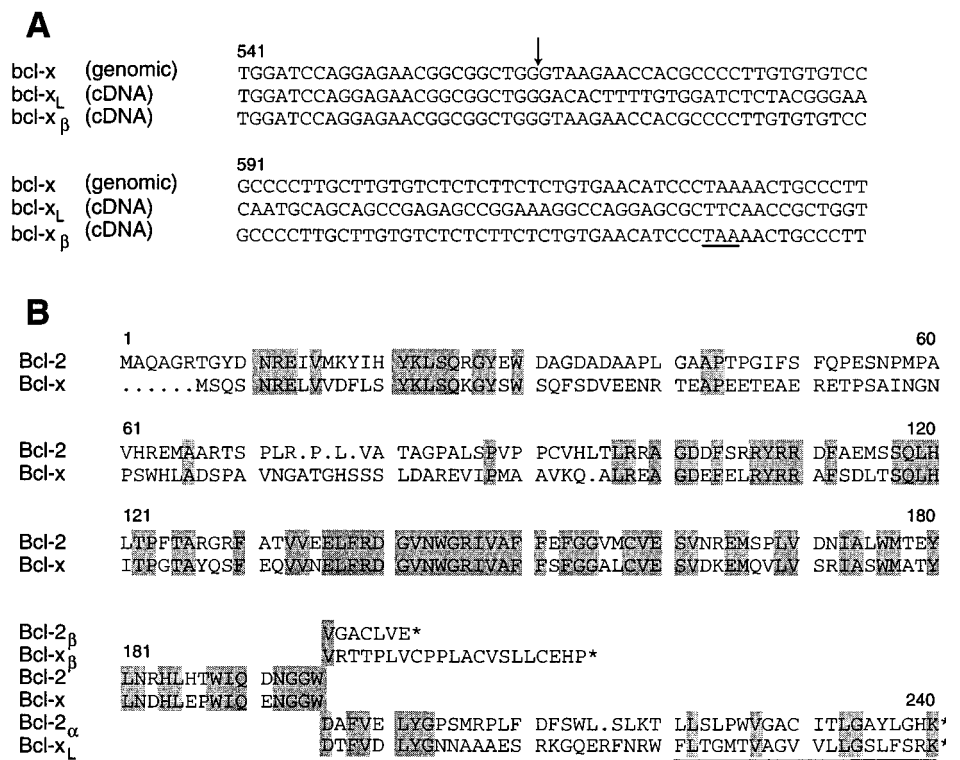 A
541
bcl-x (genomic) TGGATCCAGGAGAACGGCGGCTGGGTAAGAACCACGCCCCTTGTGTGTCC
bcl-xL (cDNA) TGGATCCAGGAGAACGGCGGCTGGGACACTTTTGTGGATCTCTACGGGAA
bcl-xβ (cDNA) TGGATCCAGGAGAACGGCGGCTGGGTAAGAACCACGCCCCTTGTGTGTCC
591
bcl-x (genomic) GCCCCTTGCTTGTGTCTCTCTTCTCTGTGAACATCCCTAAAACTGCCCTT
bcl-xL (cDNA) CAATGCAGCAGCCGAGAGCCGGAAAGGCCAGGAGCGCTTCAACCGCTGGT
bcl-xβ (cDNA) GCCCCTTGCTTGTGTCTCTCTTCTCTGTGAACATCCCTAAAACTGCCCTT
B
1 60
Bcl-2 MAQAGRTGYD NREIVMKYIH YKLSQRGYEW DAGDADAAPL GAAPTPGIFS FQPESNPMPA
Bcl-x ......MSQS NRELVVDFLS YKLSQKGYSW SQFSDVEENR TEAPEETEAE RETPSAINGN
61 120
Bcl-2 VHREMAARTS PLR.P.L.VA TAGPALSPVP PCVHLTLRRA GDDFSRRYRR DFAEMSSQLH
Bcl-x PSWHLADSPA VNGATGHSSS LDAREVIPMA AVKQ.ALREA GDEFELRYRR AFSDLTSQLH
121 180
Bcl-2 LTPFTARGRF ATVVEELFRD GVNWGRIVAF FEFGGVMCVE SVNREMSPLV DNIALWMTEY
Bcl-x ITPGTAYQSF EQVVNELFRD GVNWGRIVAF FSFGGALCVE SVDKEMQVLV SRIASWMATY
Bcl-2β VGACLVE*
Bcl-xβ VRTTPLVCPPLACVSLLCEHP*
181
Bcl-2 LNRHLHTWIQ DNGGW
Bcl-x LNDHLEPWIQ ENGGW
240
Bcl-2α DAFVE LYGPSMRPLF DFSWL.SLKT LLSLPWVGAC ITLGAYLGHK*
Bcl-xL DTFVD LYGNNAAAES RKGQERFNRW FLTGMTVAGV VLLGSLFSRK*